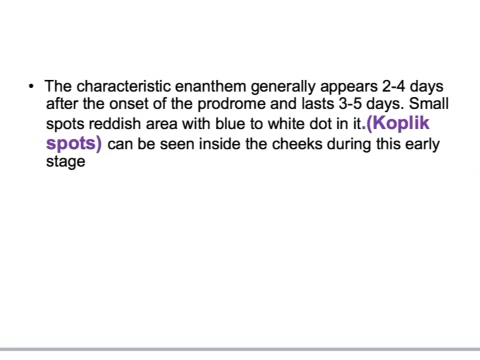 • The characteristic enanthem generally appears 2-4 days
after the onset of the prodrome and lasts 3-5 days. Small
spots reddish area with blue to white dot in it.(Koplik
spots) can be seen inside the cheeks during this early
stage